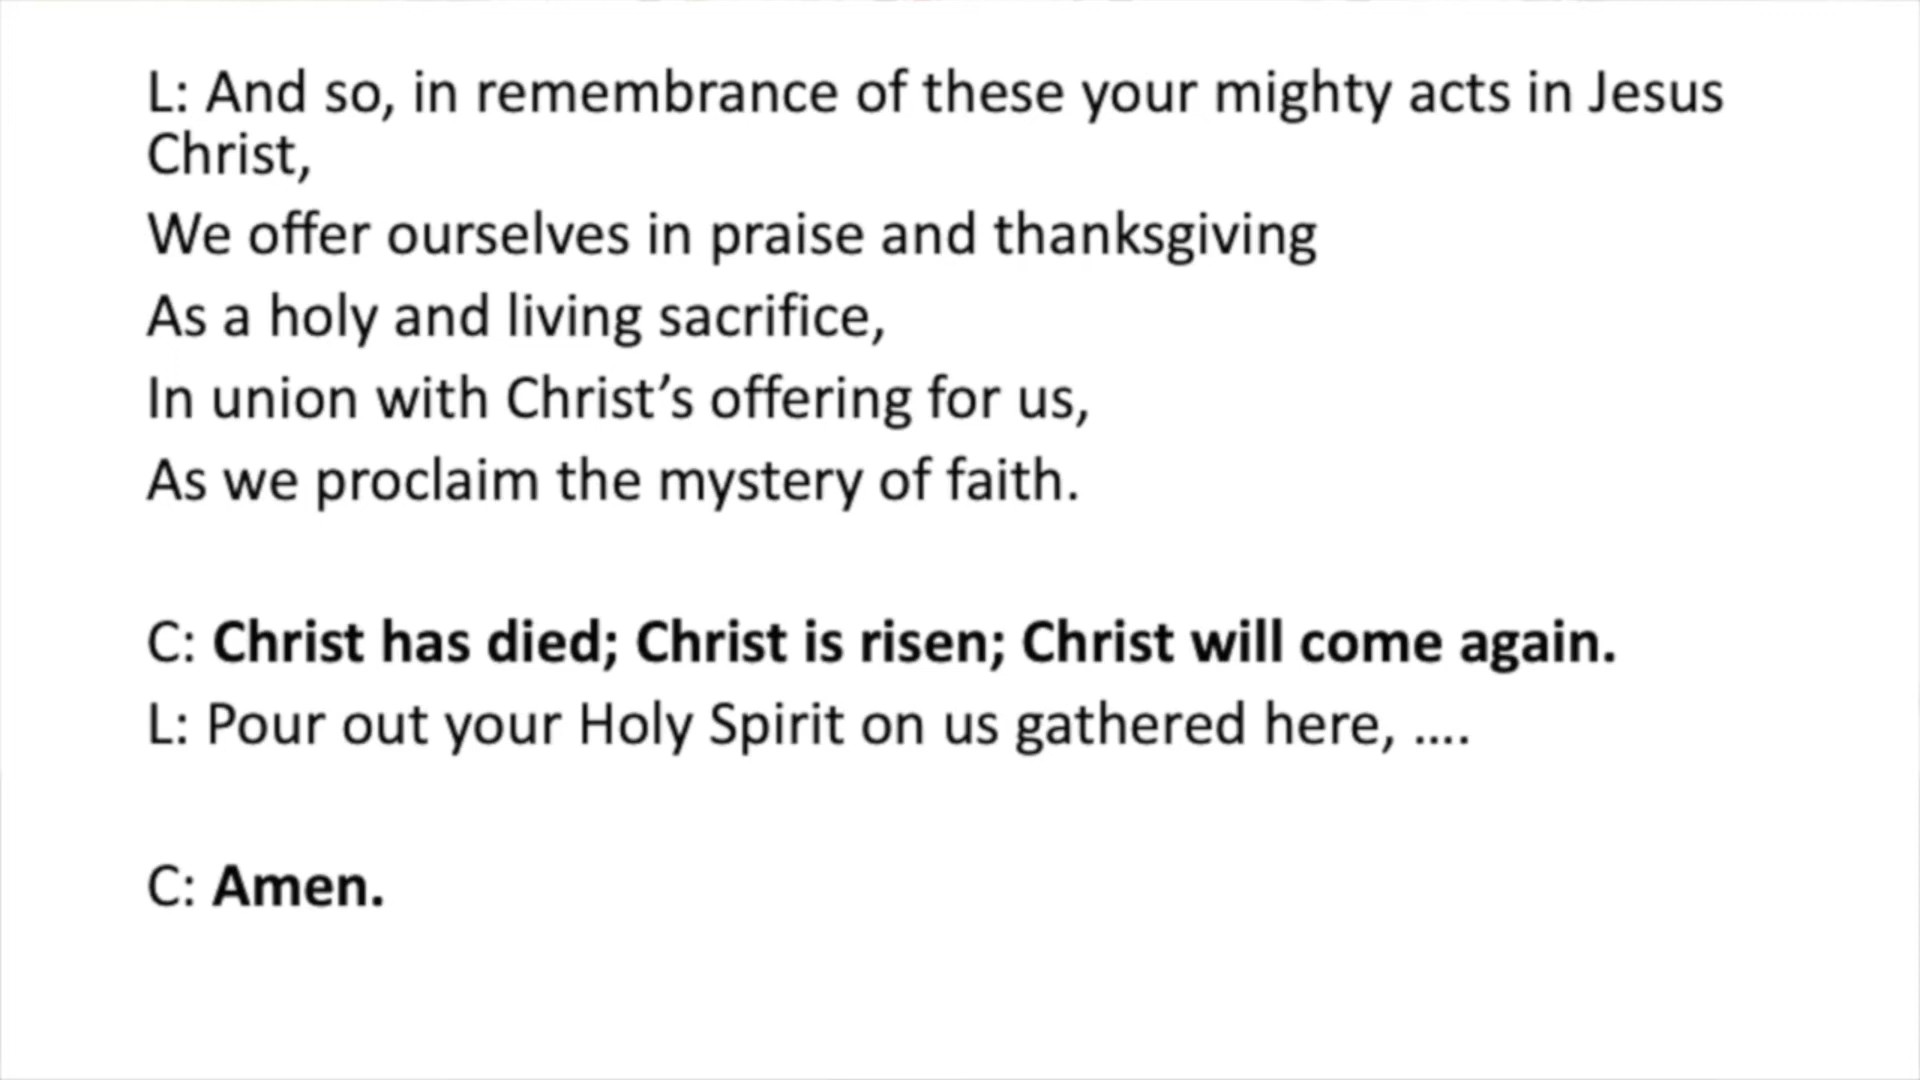 L: And so, in remembrance of these your mighty acts in Jesus
Christ,
We offer ourselves in praise and thanksgiving
As a holy and living sacrifice,
In union with Christ’s offering for us,
As we proclaim the mystery of faith.
C: Christ has died; Christ is risen; Christ will come again.
L: Pour out your Holy Spirit on us gathered here, ....
C: Amen.